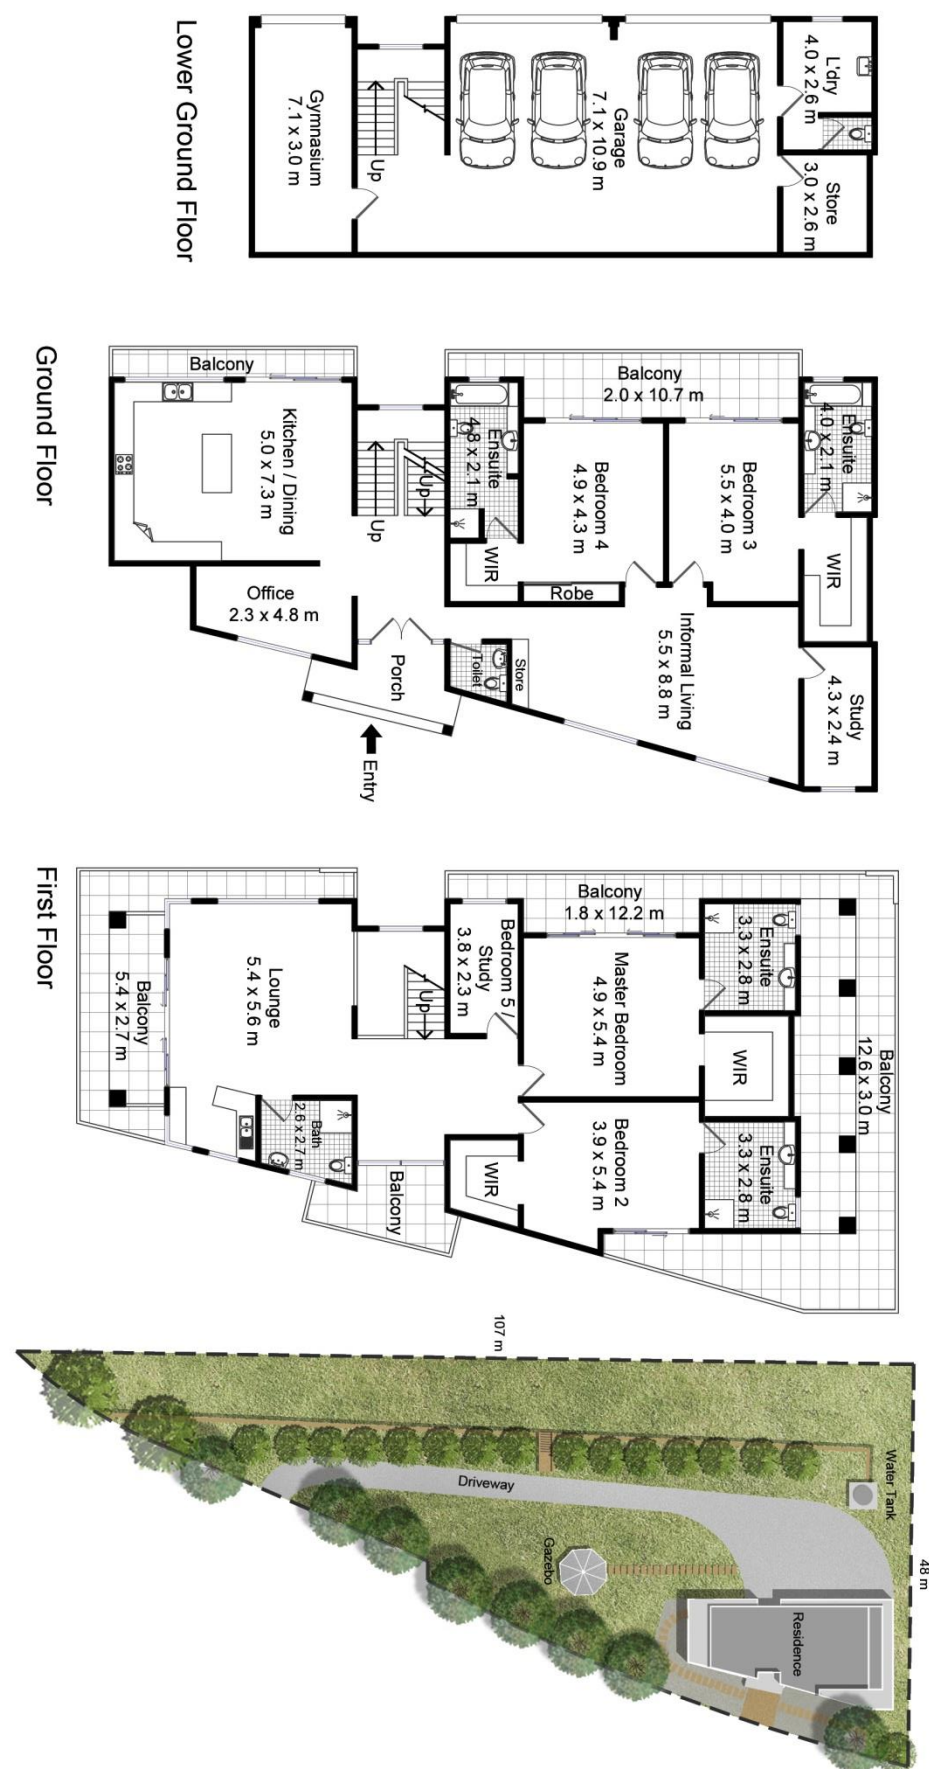 Lower Ground Floor
Gymnasium
7.1 x 3.0 m
Up
Garage
7.1 x 10.9 m
L'dry
4.0 x 2.6 m
Store
3.0 x 2.6 m
Ground Floor
Balcony
Kitchen / Dining
5.0 x 7.3 m
Up
Up
Office
2.3 x 4.8 m
Porch
Entry
Ensuite
4.8 x 2.1 m
WIR
Toilet
Store
Balcony
2.0 x 10.7 m
Bedroom 4
4.9 x 4.3 m
Robe
Bedroom 3
5.5 x 4.0 m
Informal Living
5.5 x 8.8 m
Ensuite
4.0 x 2.1 m
WIR
Study
4.3 x 2.4 m
First Floor
Balcony
5.4 x 2.7 m
Lounge
5.4 x 5.6 m
Bath
2.6 x 2.7 m
Up
Balcony
Bedroom 5 /
Study
3.8 x 2.3 m
WIR
Balcony
1.8 x 12.2 m
Master Bedroom
4.9 x 5.4 m
Bedroom 2
3.9 x 5.4 m
Ensuite
3.3 x 2.8 m
WIR
Ensuite
3.3 x 2.8 m
Balcony
12.6 x 3.0 m
107 m
48 m
Water Tank
Driveway
Gazebo
Residence